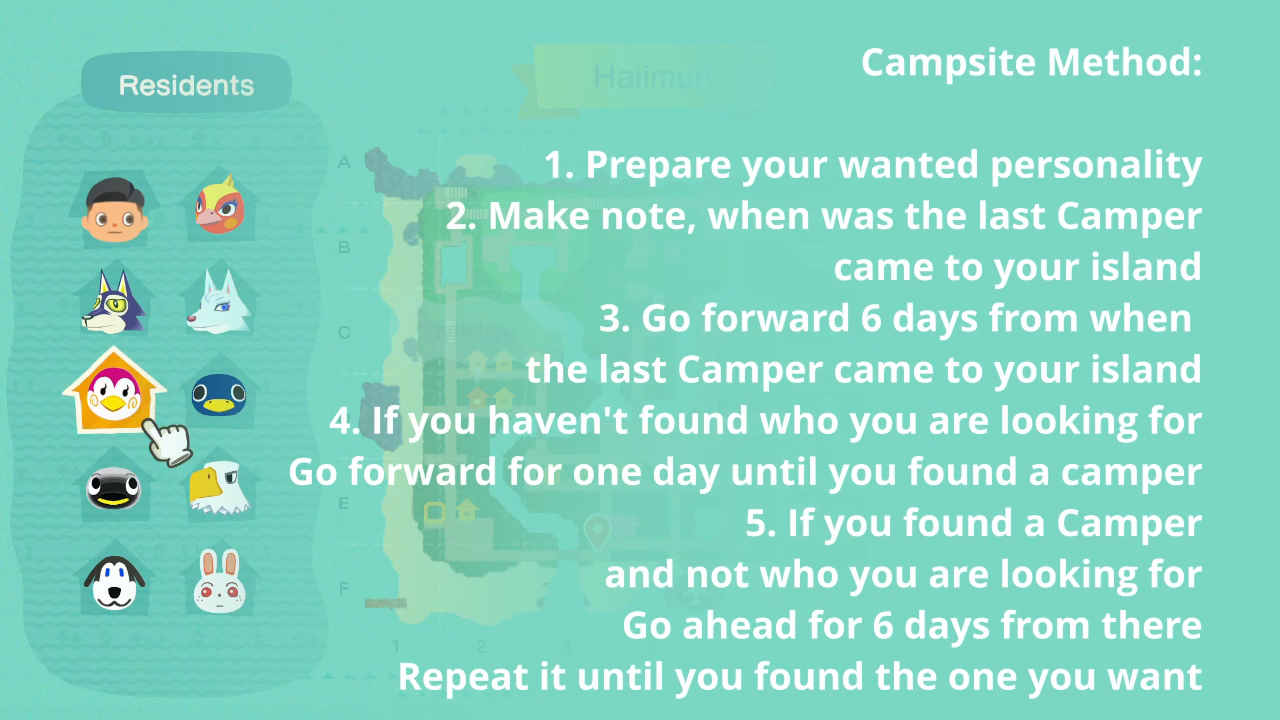 Residents
Halimun
Campsite Method:
1. Prepare your wanted personality
2. Make note, when was the last Camper
came to your island
3. Go forward 6 days from when
the last Camper came to your island
4. If you haven't found who you are looking for
Go forward for one day until you found a camper
5. If you found a Camper
and not who you are looking for
Go ahead for 6 days from there
Repeat it until you found the one you want
A
B
C
E
F
1 2 3